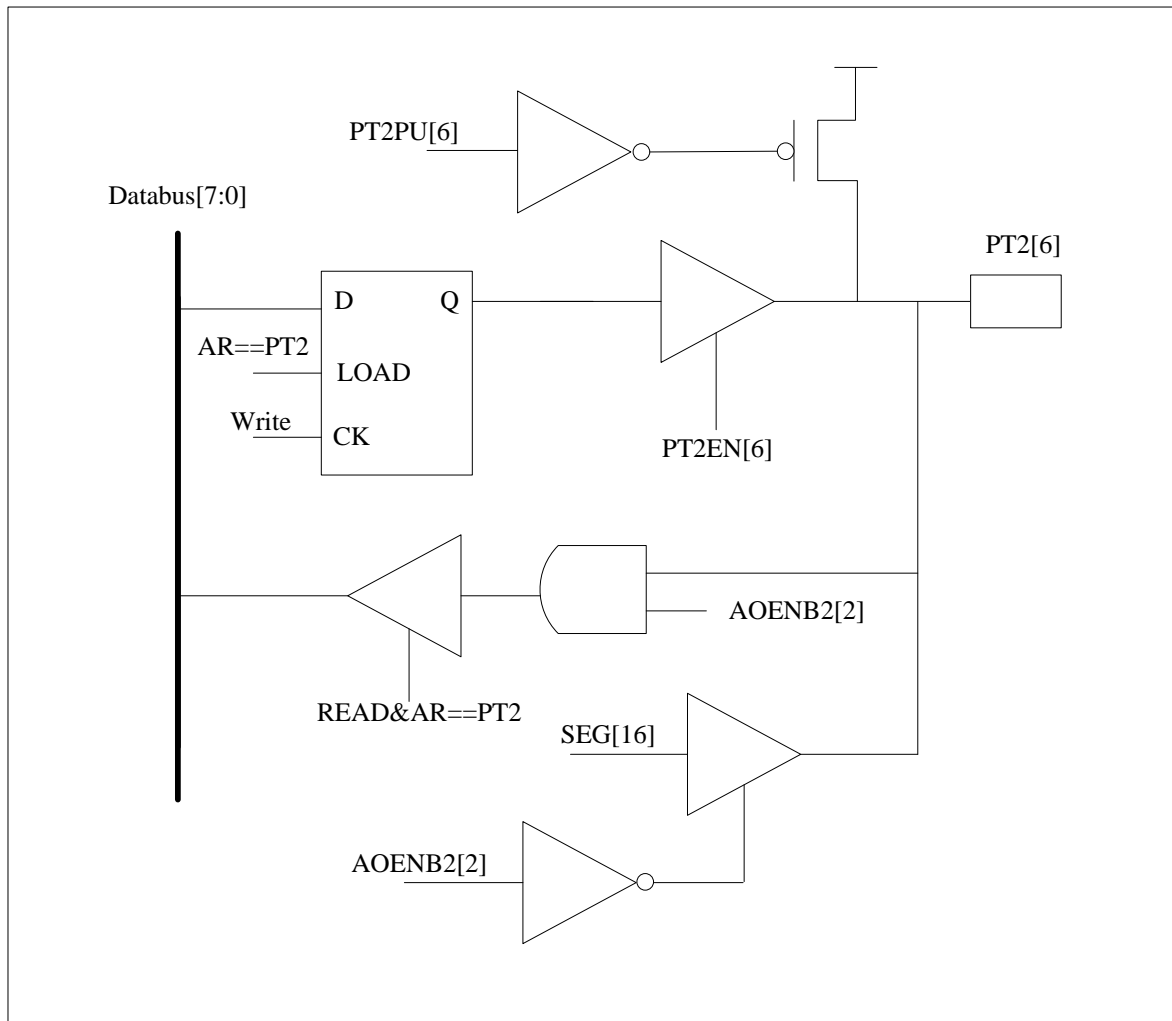 PT2PU[6]
Databus[7:0]
PT2[6]
D
Q
AR==PT2
LOAD
Write
CK
PT2EN[6]
AOENB2[2]
READ&AR==PT2
SEG[16]
AOENB2[2]